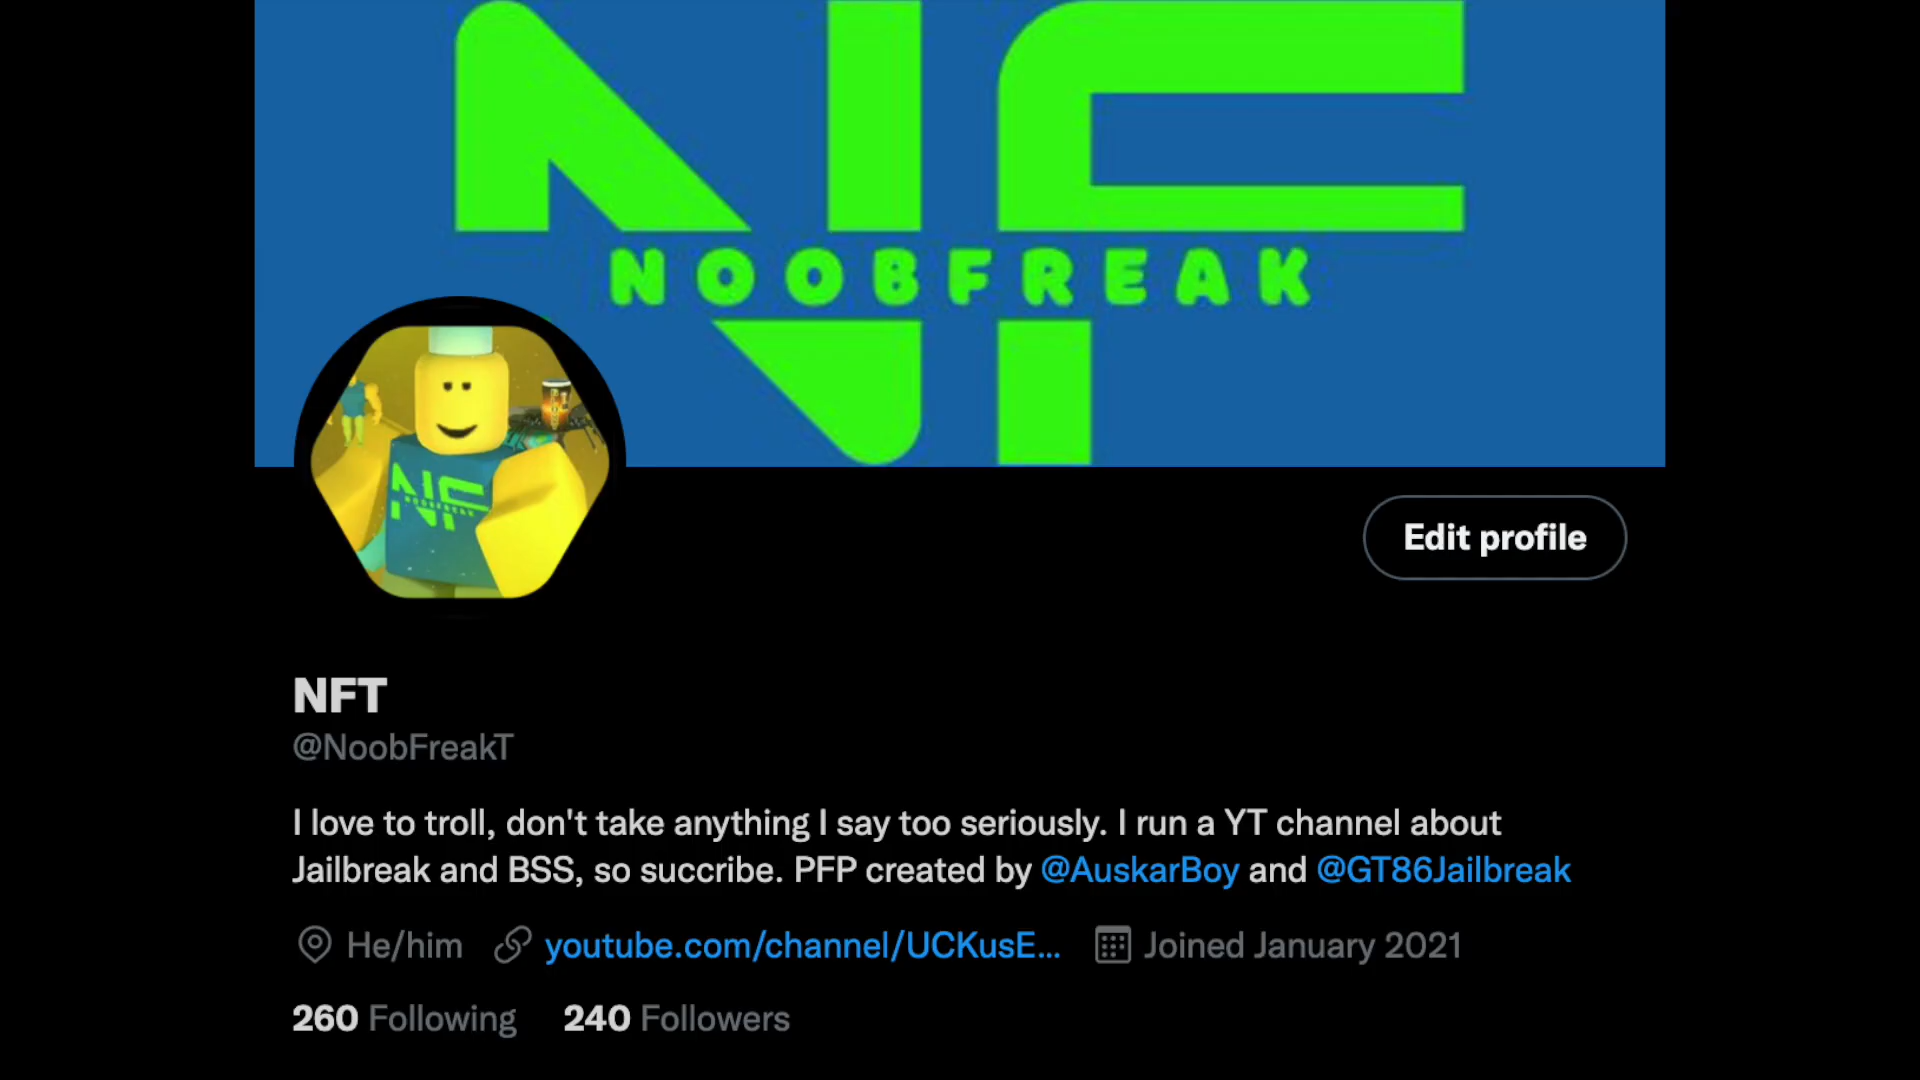 NF
NOOBFREAK
NF
NOOBFREAK
Edit profile
NFT
@NoobFreakT
I love to troll, don't take anything I say too seriously. I run a YT channel about
Jailbreak and BSS, so succribe. PFP created by @AuskarBoy and @GT86Jailbreak
He/him youtube.com/channel/UCKusE... Joined January 2021
260 Following 240 Followers